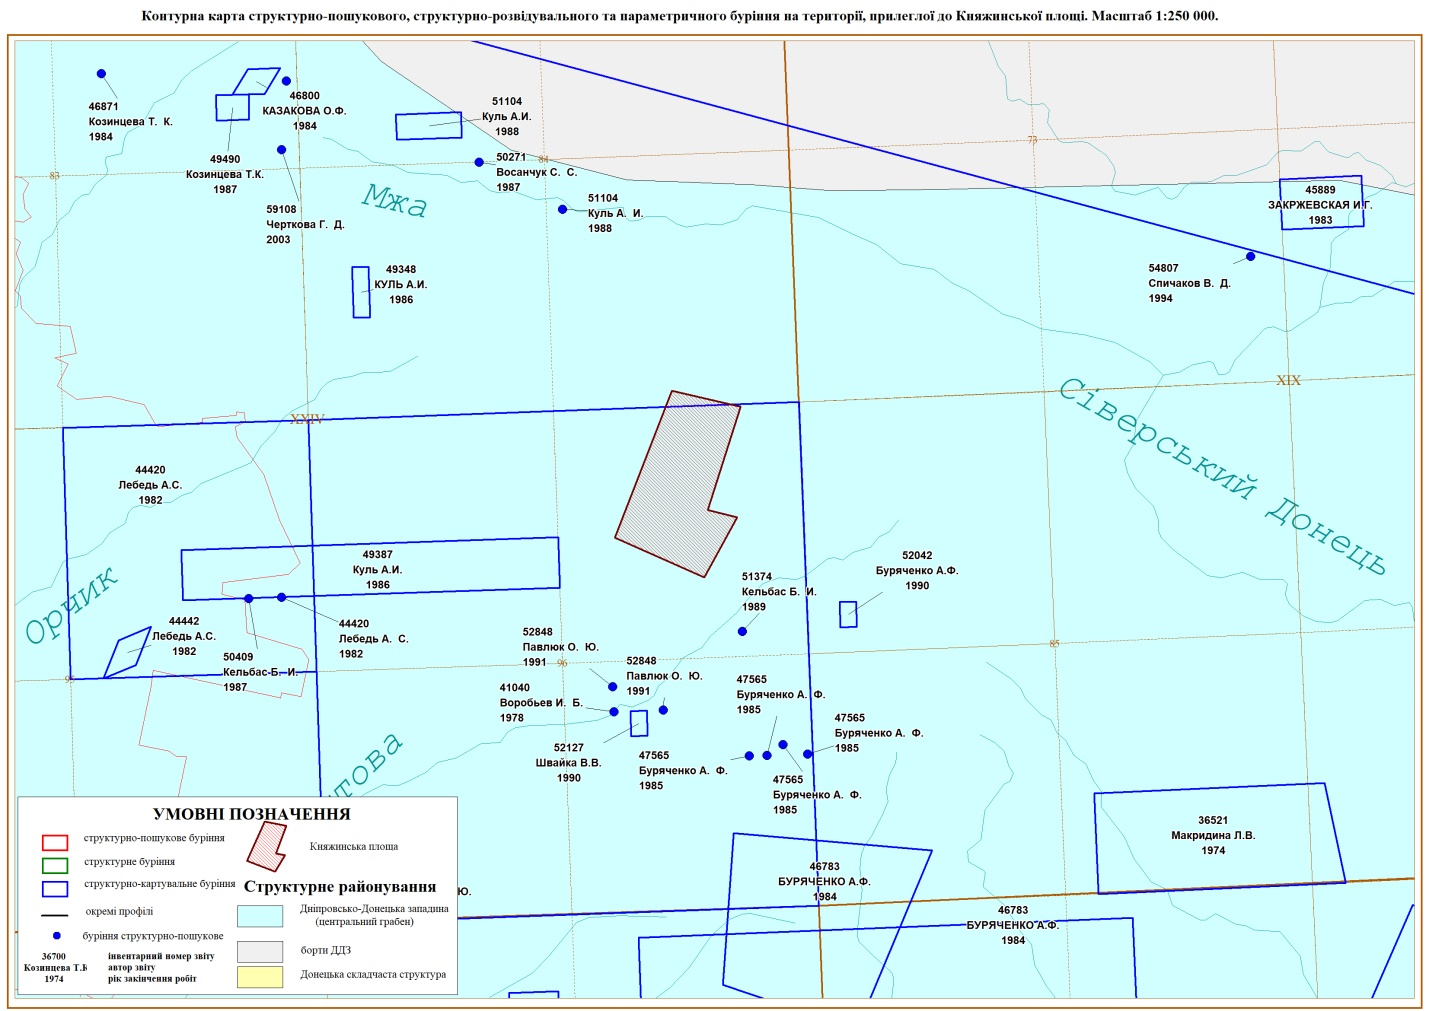 Контурна карта структурно-пошукового, структурно-розвідувального та параметричного буріння на території, прилеглої до Княжинської площі. Масштаб 1:250 000.
46871
Козинцева Т. К.
1984
46800
КАЗАКОВА О.Ф.
1984
49490
Козинцева Т.К.
1987
59108
Черткова Г. Д.
2003
51104
Куль А.И.
1988
50271
Восанчук С. С.
1987
51104
Куль А. И.
1988
49348
КУЛЬ А.И.
1986
45889
ЗАКРЖЕВСКАЯ И.Г.
1983
54807
Спичаков В. Д.
1994
83
84
73
Мжа
XXIV
XIX
Сіверський Донець
44420
Лебедь А.С.
1982
49387
Куль А.И.
1986
Орчик
44442
Лебедь А.С.
1982
50409
Кельбас Б. И.
1987
44420
Лебедь А. С.
1982
52042
Буряченко А.Ф.
1990
51374
Кельбас Б. И.
1989
52848
Павлюк О. Ю.
1991
52848
Павлюк О. Ю.
1991
41040
Воробьев И. Б.
1978
52127
Швайка В.В.
1990
47565
Буряченко А. Ф.
1985
47565
Буряченко А. Ф.
1985
47565
Буряченко А. Ф.
1985
47565
Буряченко А. Ф.
1985
96
85
36521
Макридина Л.В.
1974
46783
БУРЯЧЕНКО А.Ф.
1984
46783
БУРЯЧЕНКО А.Ф.
1984
това
Ю.
УМОВНІ ПОЗНАЧЕННЯ
структурно-пошукове буріння
структурне буріння
структурно-картувальне буріння
окремі профілі
буріння структурно-пошукове
36700
Козинцева Т.К
1974
інвентарний номер звіту
автор звіту
рік закінчення робіт
Княжинська площа
Структурне районування
Дніпровсько-Донецька западина
(центральний грабен)
борти ДДЗ
Донецька складчаста структура